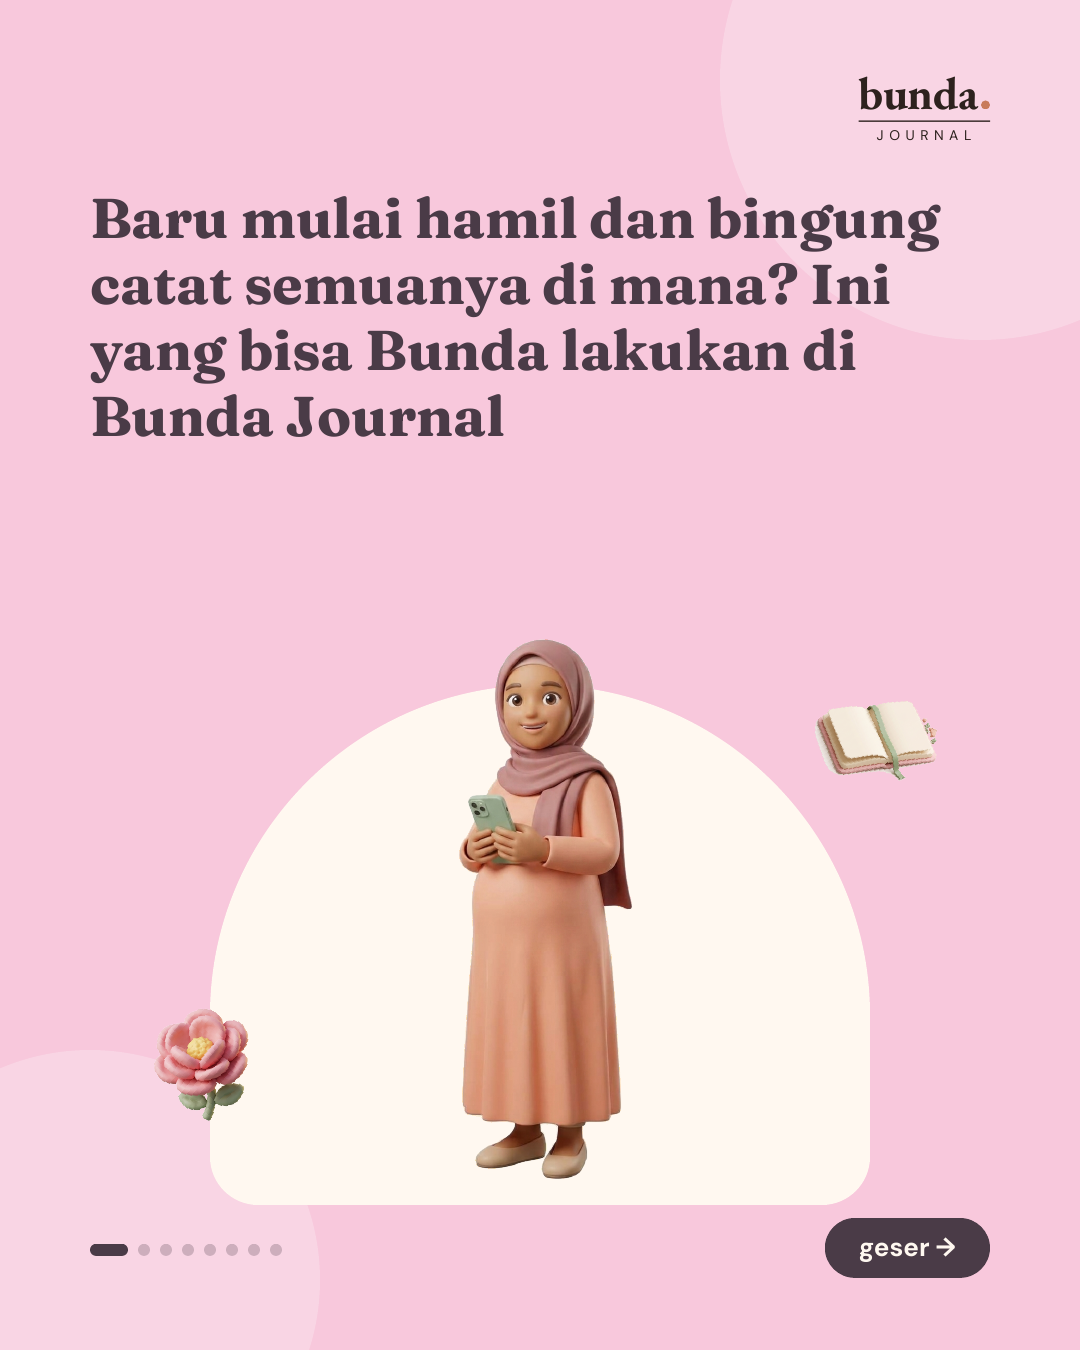 bunda.
JOURNAL
Baru mulai hamil dan bingung
catat semuanya di mana? Ini
yang bisa Bunda lakukan di
Bunda Journal
geser →